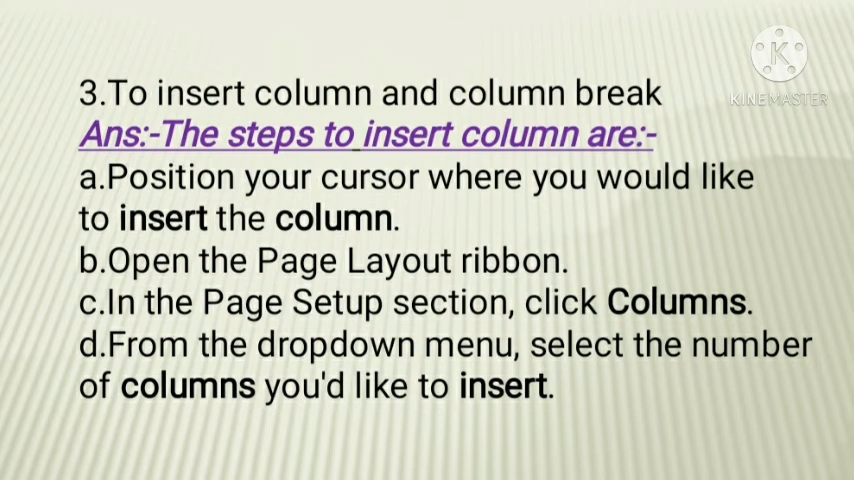 K
KINEMASTER
3.To insert column and column break
Ans:-The steps to insert column are:-
a.Position your cursor where you would like
to insert the column.
b.Open the Page Layout ribbon.
c.In the Page Setup section, click Columns.
d.From the dropdown menu, select the number
of columns you'd like to insert.